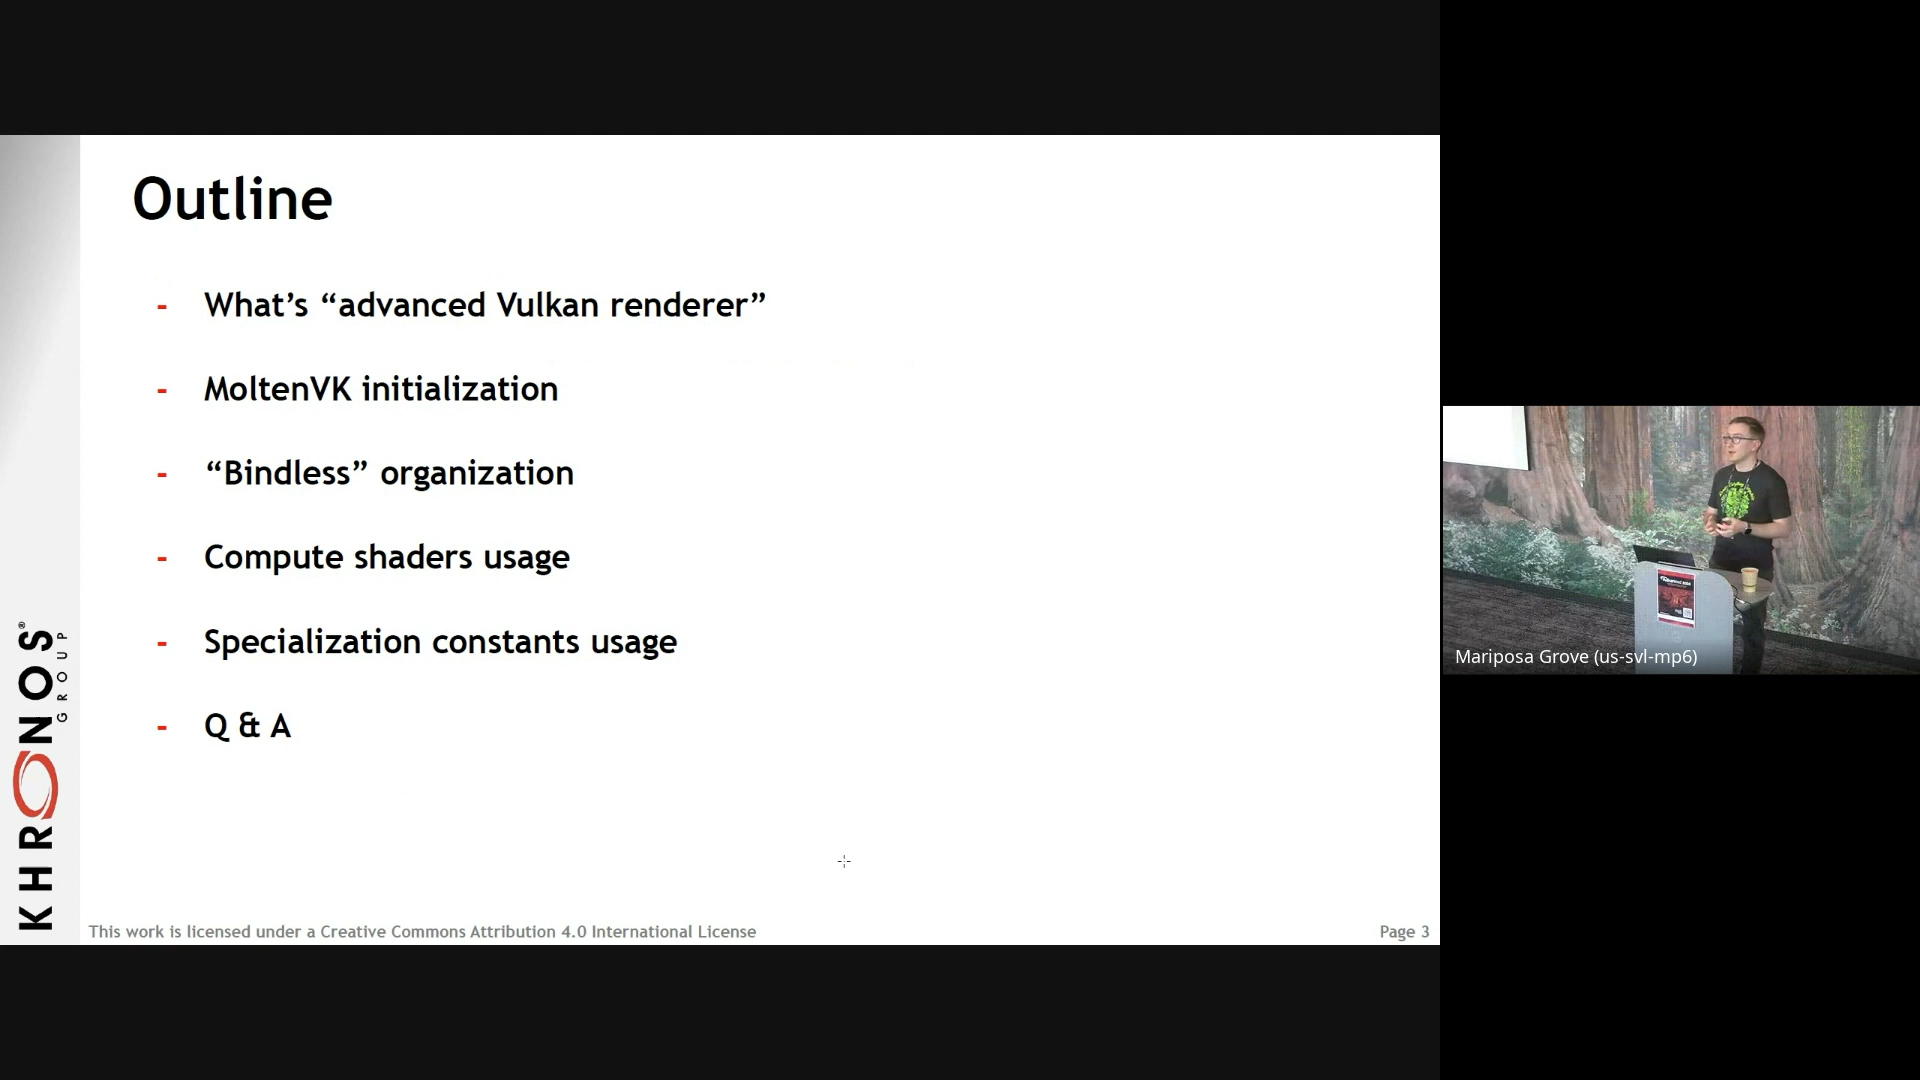 Outline
- What's “advanced Vulkan renderer”
- MoltenVK initialization
- “Bindless” organization
- Compute shaders usage
- Specialization constants usage
- Q & A
KHRONOS®
GROUP
This work is licensed under a Creative Commons Attribution 4.0 International License
Page 3
Mariposa Grove (us-svl-mp6)